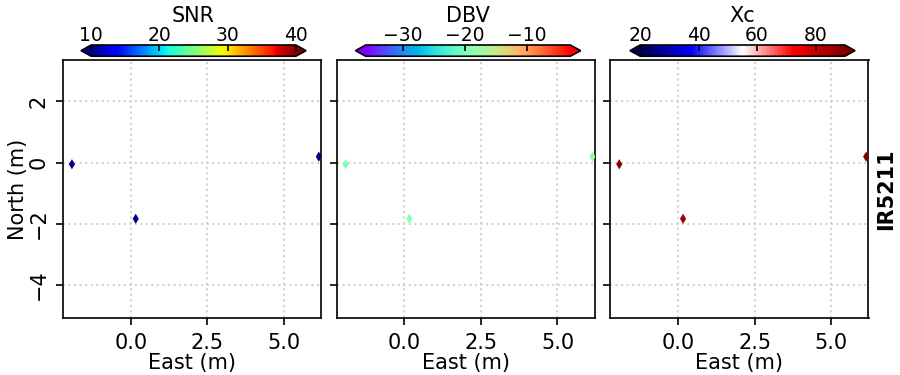 SNR DBV Xc
10 20 30 40 −30 −20 −10 20 40 60 80
2
0
−2
−4
North (m)
IR5211
0.0 2.5 5.0 0.0 2.5 5.0 0.0 2.5 5.0
East (m) East (m) East (m)